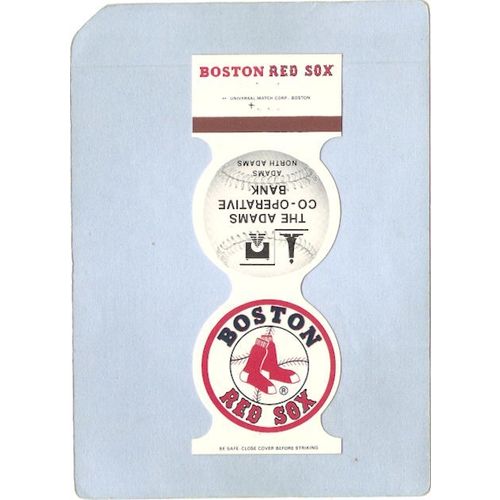 BOSTON RED SOX
UNIVERSAL MATCH CORP., BOSTON
THE ADAMS
CO-OPERATIVE
BANK
ADAMS
NORTH ADAMS
BOSTON
RED SOX
®
BE SAFE. CLOSE COVER BEFORE STRIKING